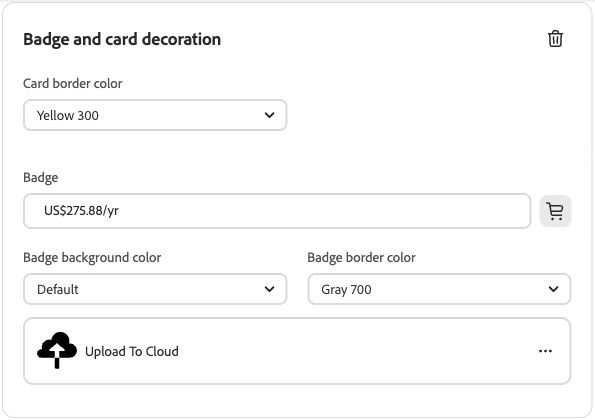 Badge and card decoration
Card border color
Yellow 300
Badge
US$275.88/yr
Badge background color
Badge border color
Default
Gray 700
Upload To Cloud